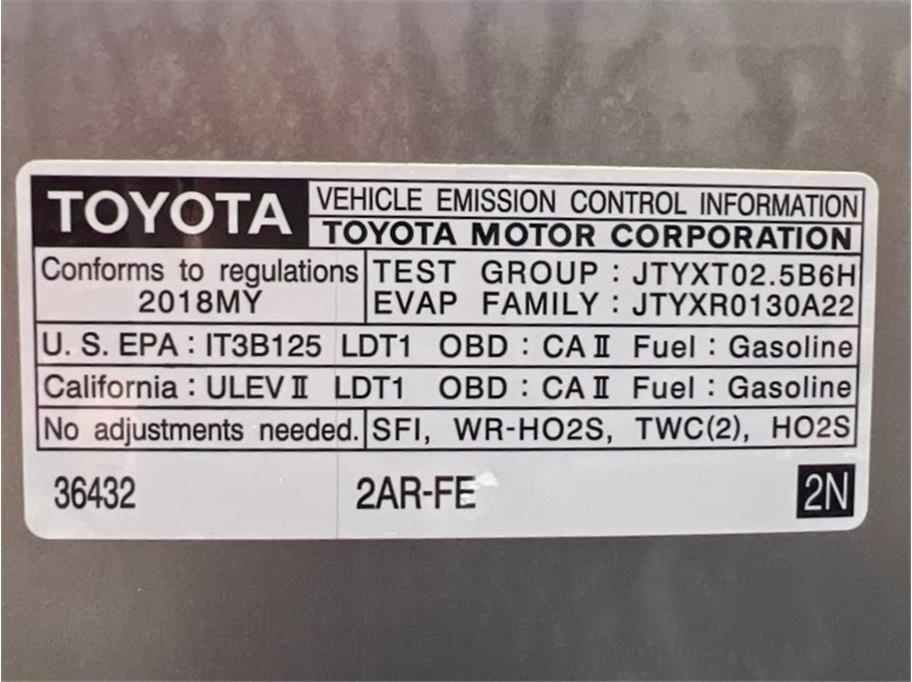 TOYOTA VEHICLE EMISSION CONTROL INFORMATION
TOYOTA MOTOR CORPORATION
Conforms to regulations TEST GROUP : JTYXT02.5B6H
2018MY EVAP FAMILY : JTYXR0130A22
U. S. EPA : IT3B125 LDT1 OBD : CA II Fuel : Gasoline
California : ULEV II LDT1 OBD : CA II Fuel : Gasoline
No adjustments needed. SFI, WR-HO2S, TWC(2), HO2S
36432 2AR-FE 2N